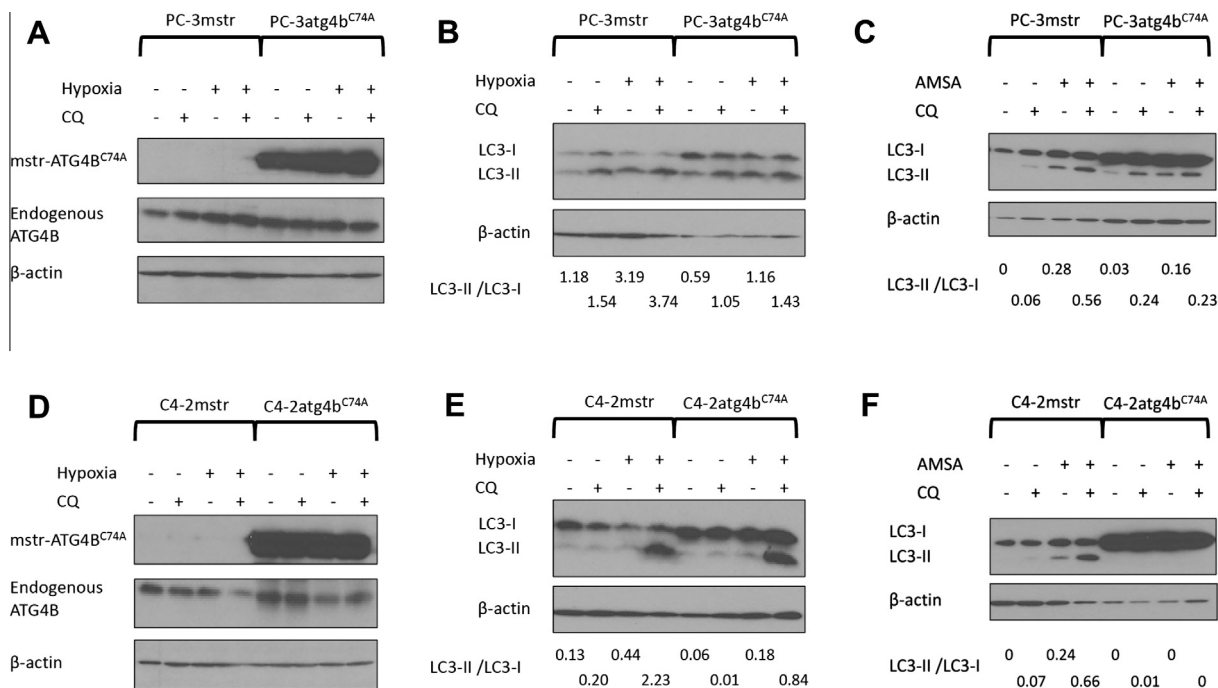 A
PC-3mstr PC-3atg4b^C74A
Hypoxia - - + + - - + +
CQ - + - + - + - +
mstr-ATG4B^C74A
Endogenous
ATG4B
β-actin
B
PC-3mstr PC-3atg4b^C74A
Hypoxia - - + + - - + +
CQ - + - + - + - +
LC3-I
LC3-II
β-actin
1.18 3.19 0.59 1.16
LC3-II /LC3-I
1.54 3.74 1.05 1.43
C
PC-3mstr PC-3atg4b^C74A
AMSA - - + + - - + +
CQ - + - + - + - +
LC3-I
LC3-II
β-actin
0 0.28 0.03 0.16
LC3-II /LC3-I
0.06 0.56 0.24 0.23
D
C4-2mstr C4-2atg4b^C74A
Hypoxia - - + + - - + +
CQ - + - + - + - +
mstr-ATG4B^C74A
Endogenous
ATG4B
β-actin
E
C4-2mstr C4-2atg4b^C74A
Hypoxia - - + + - - + +
CQ - + - + - + - +
LC3-I
LC3-II
β-actin
0.13 0.44 0.06 0.18
LC3-II /LC3-I
0.20 2.23 0.01 0.84
F
C4-2mstr C4-2atg4b^C74A
AMSA - - + + - - + +
CQ - + - + - + - +
LC3-I
LC3-II
β-actin
0 0.24 0 0
LC3-II /LC3-I
0.07 0.66 0.01 0